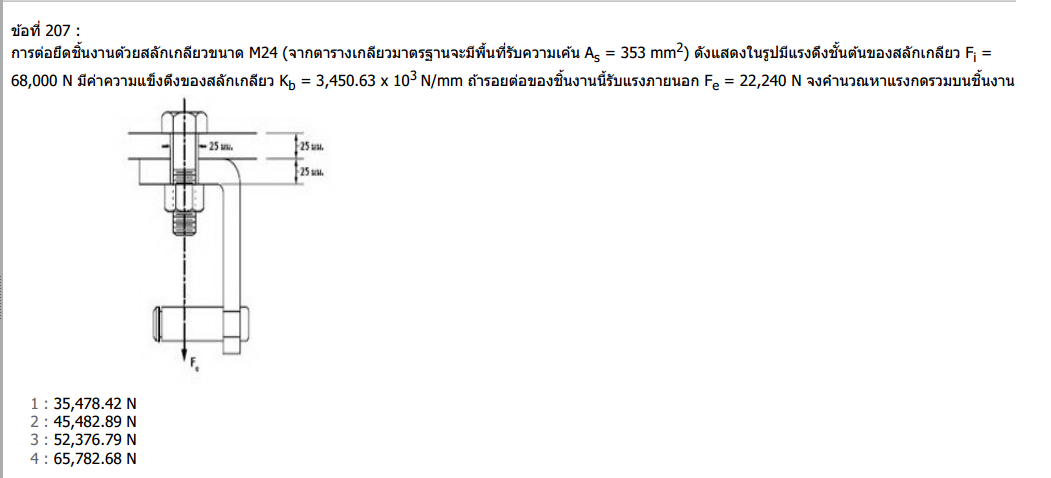 ข้อที่ 207 :
การต่อยึดชิ้นงานด้วยสลักเกลียวขนาด M24 (จากตารางเกลียวมาตรฐานจะมีพื้นที่รับความเค้น As = 353 mm2) ดังแสดงในรูปมีแรงดึงขั้นต้นของสลักเกลียว Fi =
68,000 N มีค่าความแข็งตึงของสลักเกลียว Kb = 3,450.63 x 103 N/mm ถ้ารอยต่อของชิ้นงานนี้รับแรงภายนอก Fe = 22,240 N จงคำนวณหาแรงกดรวมบนชิ้นงาน
25 มม.
25 มม.
25 มม.
Fe
1 : 35,478.42 N
2 : 45,482.89 N
3 : 52,376.79 N
4 : 65,782.68 N